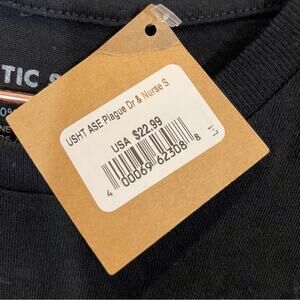 TIC
USHT ASE Plague Dr & Nurse S
USA $22.99
4 00069 62308 8